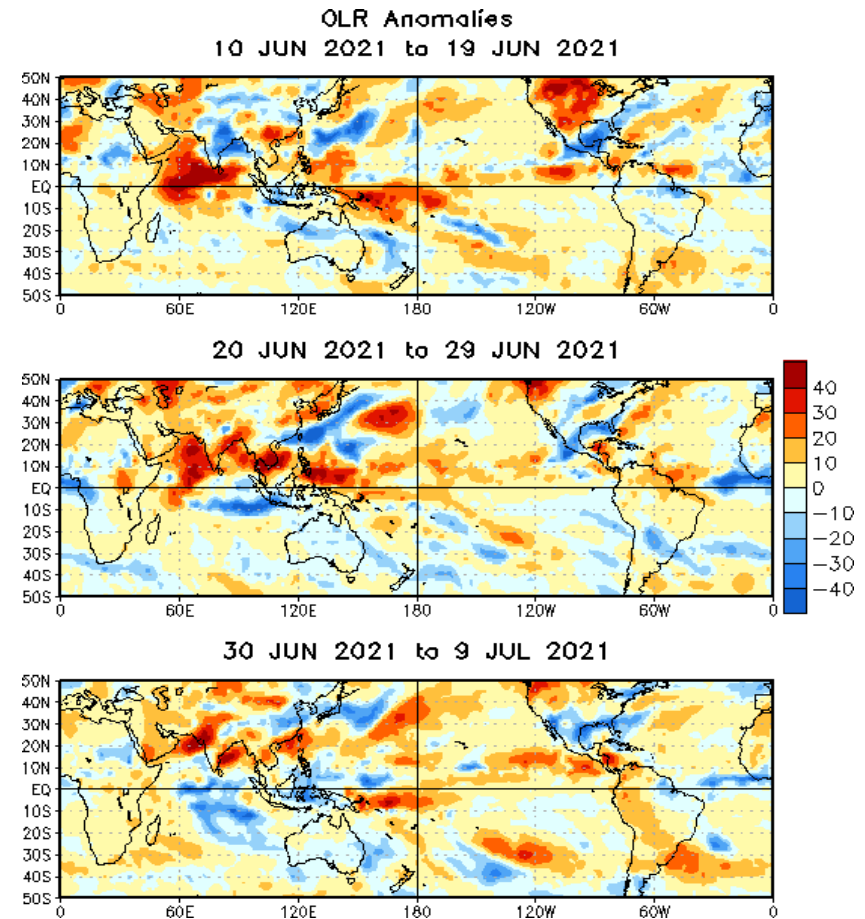 OLR Anomalies
10 JUN 2021 to 19 JUN 2021
50N
40N
30N
20N
10N
EQ
10S
20S
30S
40S
50S
0 60E 120E 180 120W 60W 0
20 JUN 2021 to 29 JUN 2021
50N
40N
30N
20N
10N
EQ
10S
20S
30S
40S
50S
0 60E 120E 180 120W 60W 0
40
30
20
10
0
-10
-20
-30
-40
30 JUN 2021 to 9 JUL 2021
50N
40N
30N
20N
10N
EQ
10S
20S
30S
40S
50S
0 60E 120E 180 120W 60W 0